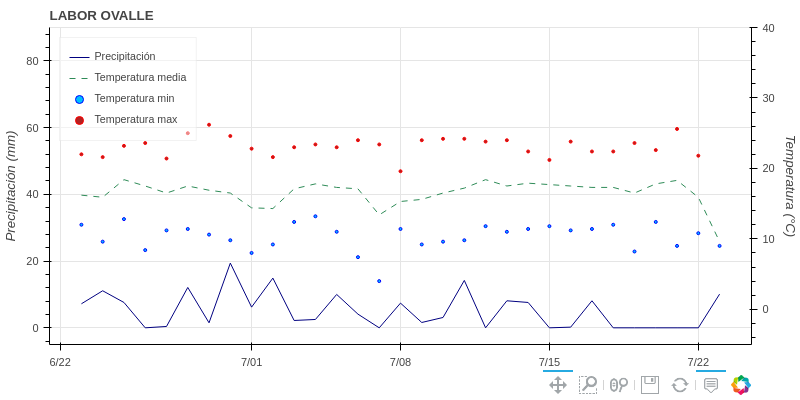 LABOR OVALLE
Precipitación
Temperatura media
Temperatura min
Temperatura max
Precipitación (mm)
80
60
40
20
0
Temperatura (°C)
40
30
20
10
0
6/22
7/01
7/08
7/15
7/22